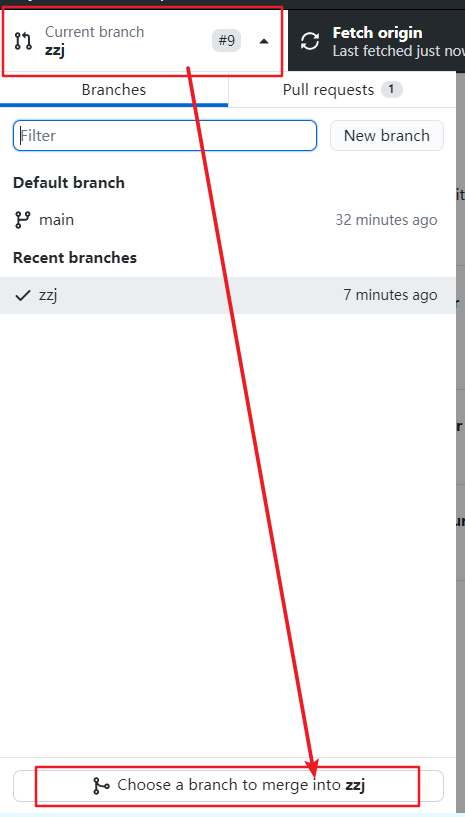 Current branch
zzj
#9
Fetch origin
Last fetched just now
Branches
Pull requests 1
Filter
New branch
Default branch
main 32 minutes ago
Recent branches
zzj 7 minutes ago
Choose a branch to merge into zzj